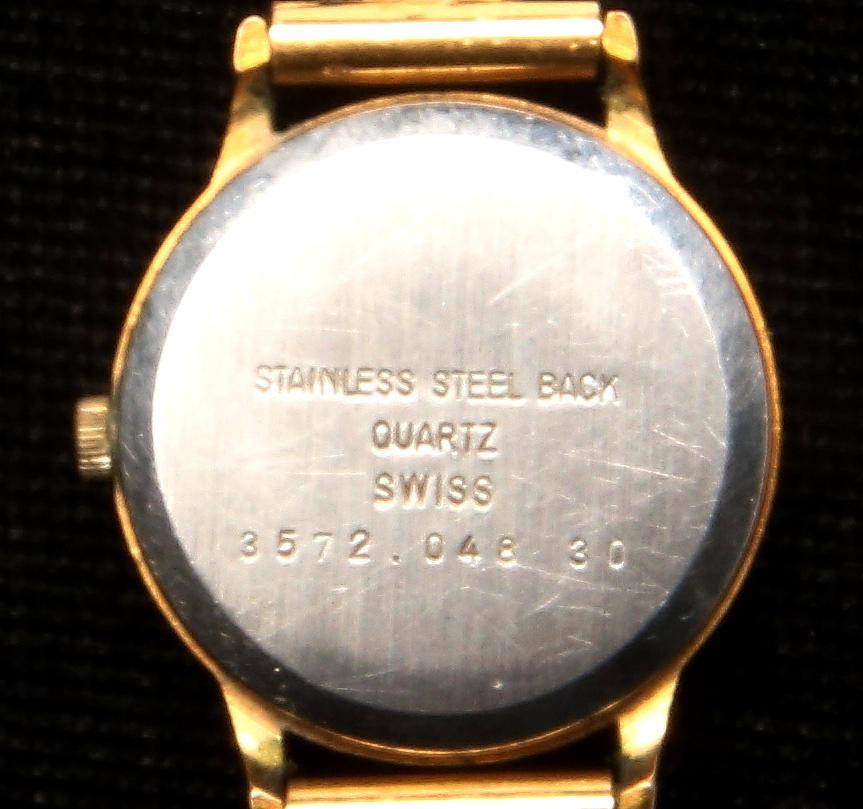 STAINLESS STEEL BACK
QUARTZ
SWISS
3572.048 30